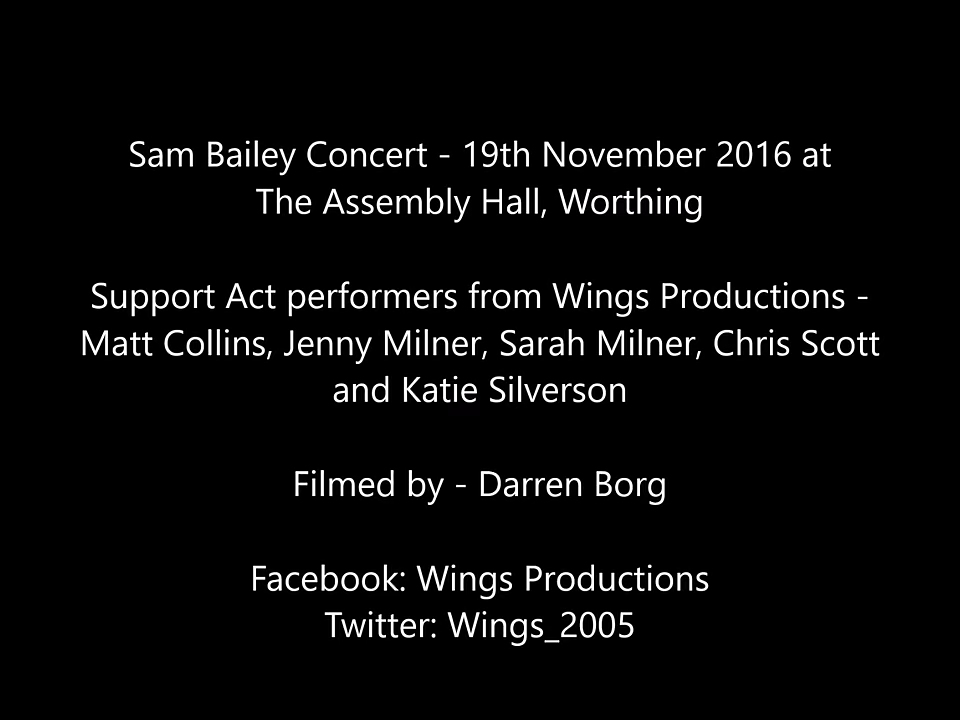 Sam Bailey Concert - 19th November 2016 at
The Assembly Hall, Worthing
Support Act performers from Wings Productions -
Matt Collins, Jenny Milner, Sarah Milner, Chris Scott
and Katie Silverson
Filmed by - Darren Borg
Facebook: Wings Productions
Twitter: Wings_2005